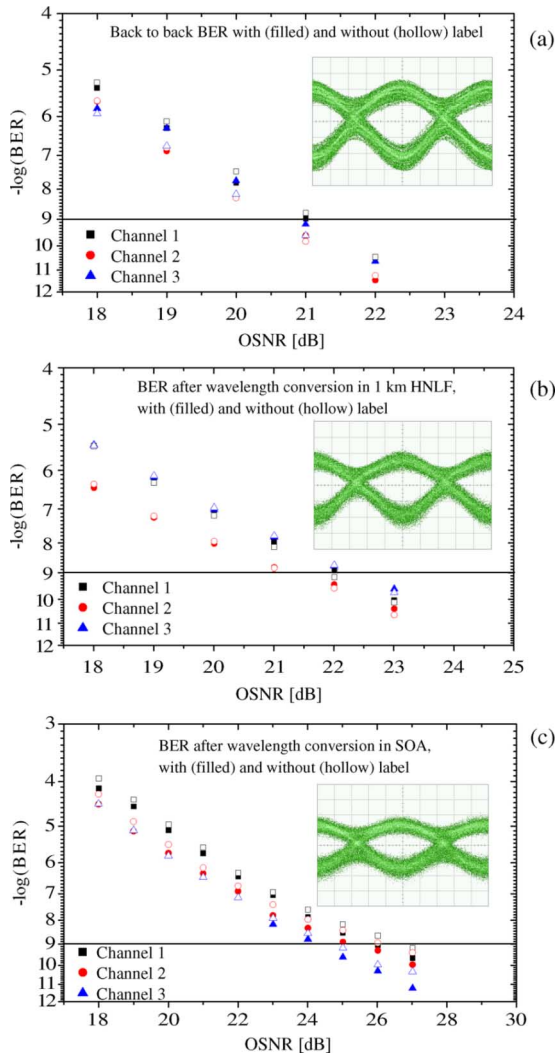 Back to back BER with (filled) and without (hollow) label
(a)
4
5
6
7
8
9
10
11
12
-log(BER)
Channel 1
Channel 2
Channel 3
18 19 20 21 22 23 24
OSNR [dB]
BER after wavelength conversion in 1 km HNLF,
with (filled) and without (hollow) label
(b)
4
5
6
7
8
9
10
11
12
-log(BER)
Channel 1
Channel 2
Channel 3
18 19 20 21 22 23 24 25
OSNR [dB]
BER after wavelength conversion in SOA,
with (filled) and without (hollow) label
(c)
3
4
5
6
7
8
9
10
11
12
-log(BER)
Channel 1
Channel 2
Channel 3
18 20 22 24 26 28 30
OSNR [dB]